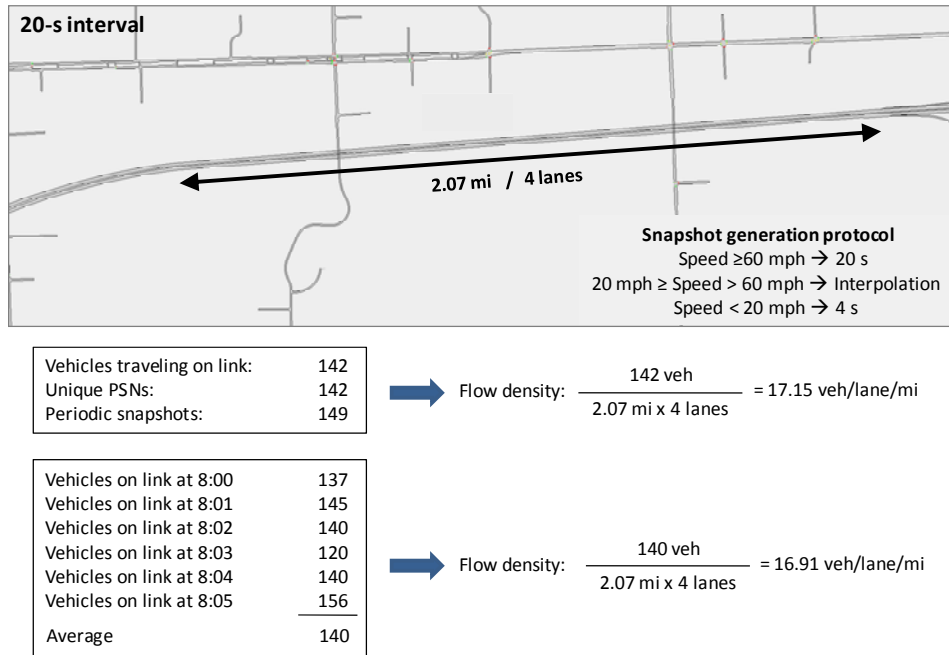 20-s interval
2.07 mi / 4 lanes
Snapshot generation protocol
Speed ≥60 mph → 20 s
20 mph ≥ Speed > 60 mph → Interpolation
Speed < 20 mph → 4 s
Vehicles traveling on link: 142
Unique PSNs: 142
Periodic snapshots: 149
Flow density: 142 veh
2.07 mi x 4 lanes
= 17.15 veh/lane/mi
Vehicles on link at 8:00 137
Vehicles on link at 8:01 145
Vehicles on link at 8:02 140
Vehicles on link at 8:03 120
Vehicles on link at 8:04 140
Vehicles on link at 8:05 156
Average 140
Flow density: 140 veh
2.07 mi x 4 lanes
= 16.91 veh/lane/mi